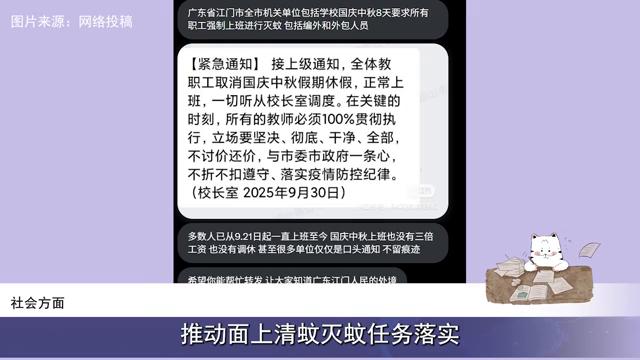 图片来源：网络投稿
广东省江门市全市机关单位包括学校国庆中秋8天要求所有
职工强制上班进行灭蚊 包括编外和外包人员
【紧急通知】 接上级通知，全体教
职工取消国庆中秋假期休假，正常上
班，一切听从校长室调度。在关键的
时刻，所有的教师必须100%贯彻执
行，立场要坚决、彻底、干净、全部，
不讨价还价，与市委市政府一条心，
不折不扣遵守、落实疫情防控纪律。
（校长室 2025年9月30日）
多数人已从9.21日起一直上班至今 国庆中秋上班也没有三倍
工资 也没有调休 甚至很多单位仅仅是口头通知 不留痕迹
希望你能帮忙转发 让大家知道广东江门人民的处境
社会方面
推动面上清蚊灭蚊任务落实